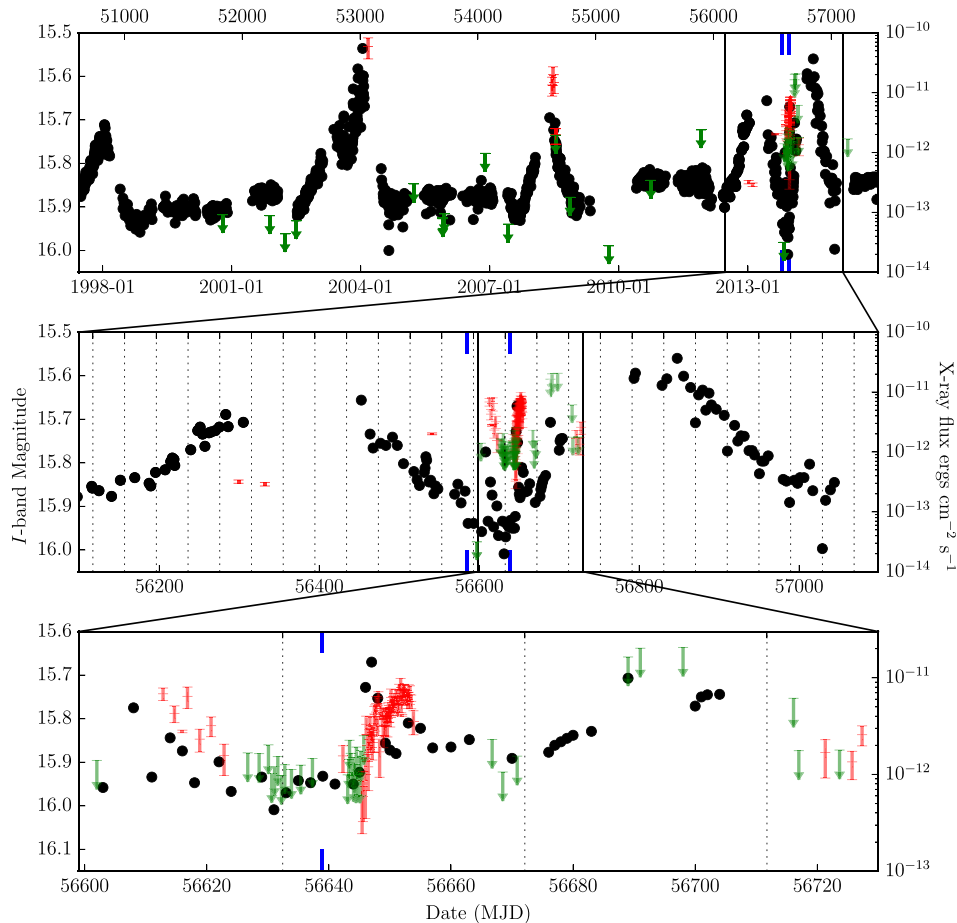 51000 52000 53000 54000 55000 56000 57000
15.5 10⁻¹⁰
15.6 10⁻¹¹
15.7
15.8 10⁻¹²
15.9 10⁻¹³
16.0 10⁻¹⁴
1998-01 2001-01 2004-01 2007-01 2010-01 2013-01
15.5 10⁻¹⁰
15.6 10⁻¹¹
15.7
15.8 10⁻¹²
15.9 10⁻¹³
16.0 10⁻¹⁴
I-band Magnitude
X-ray flux ergs cm⁻² s⁻¹
56200 56400 56600 56800 57000
15.6
15.7 10⁻¹¹
15.8
15.9 10⁻¹²
16.0
16.1 10⁻¹³
56600 56620 56640 56660 56680 56700 56720
Date (MJD)